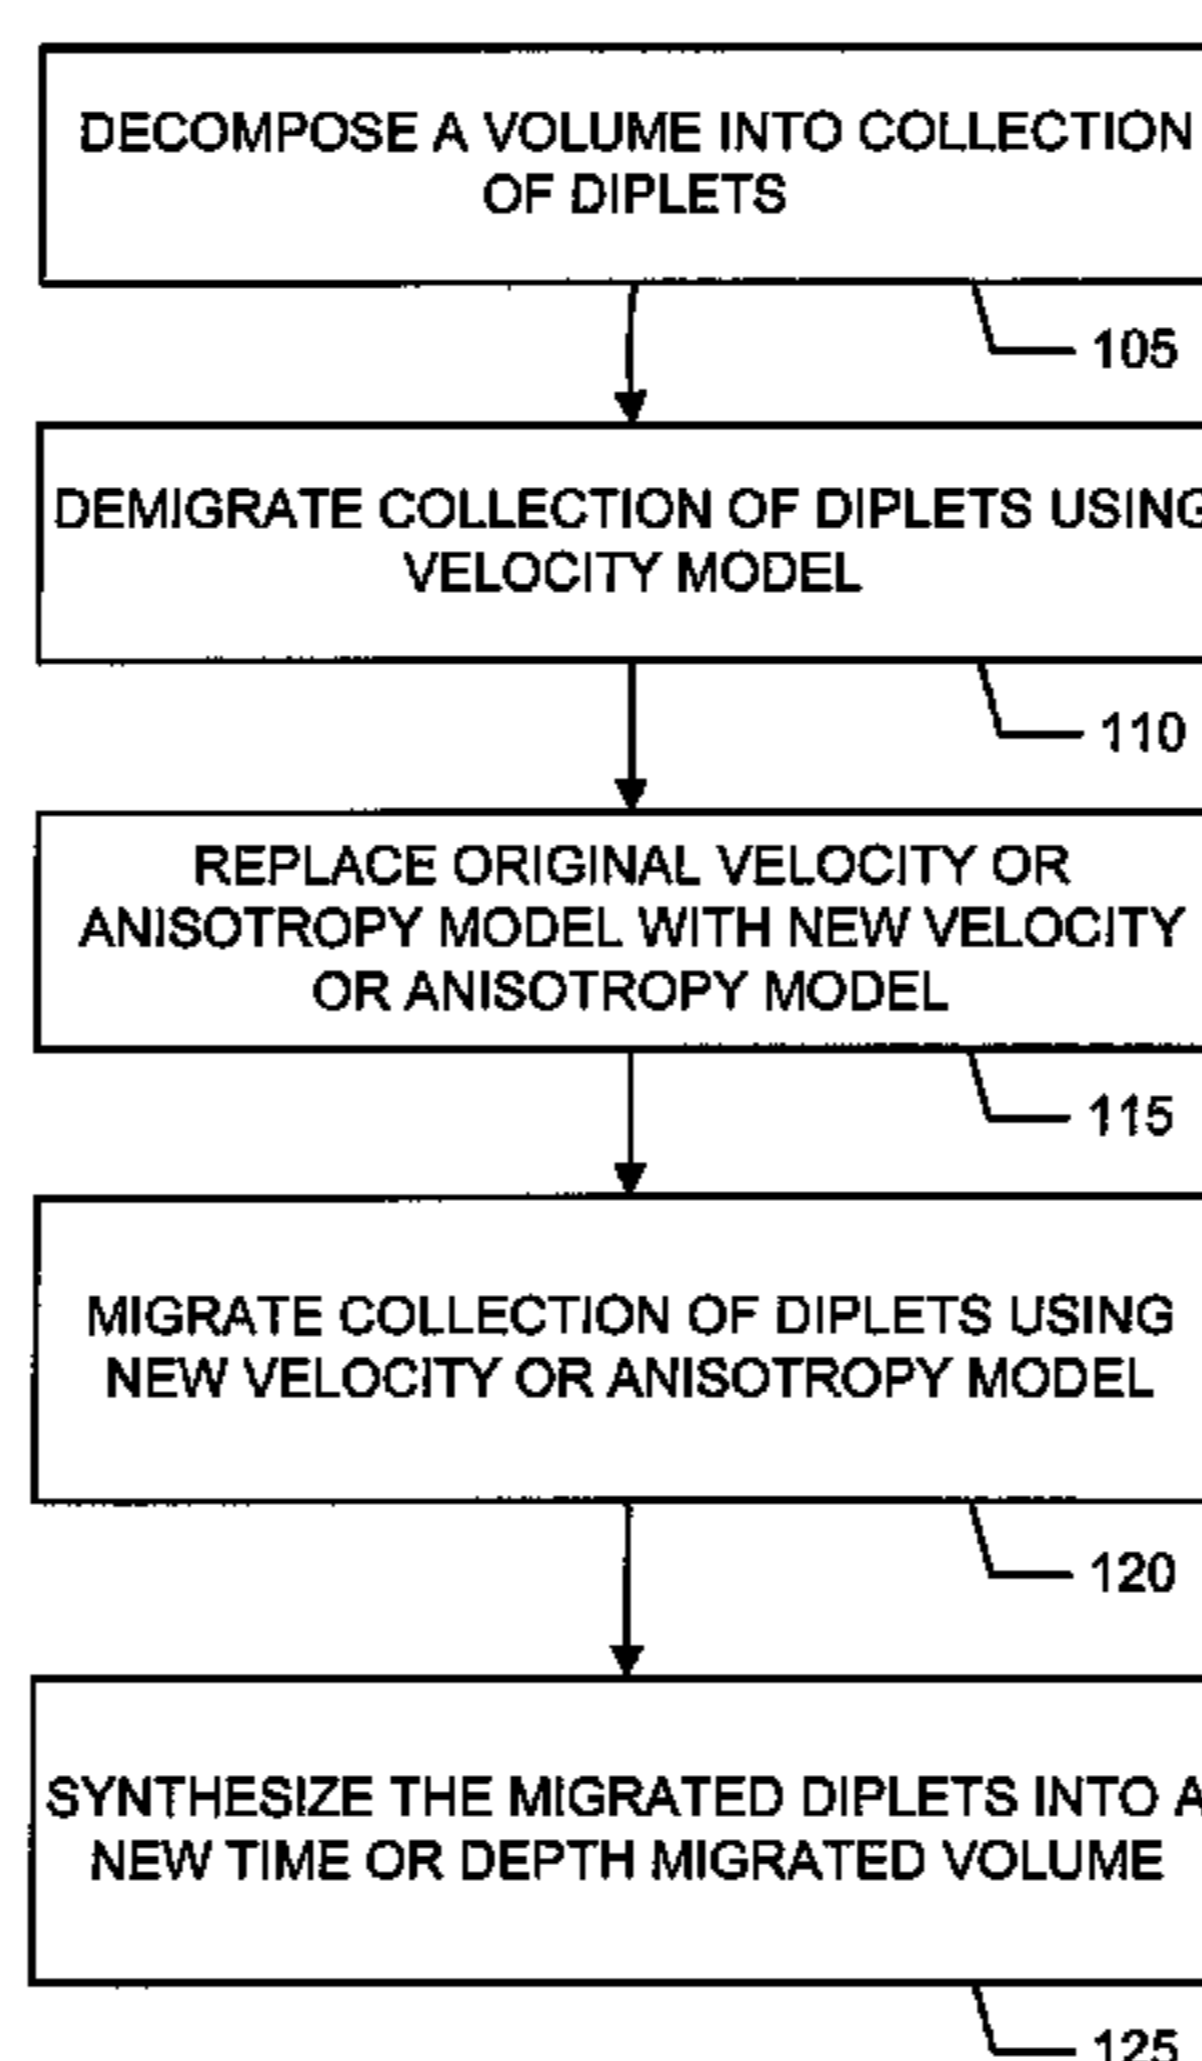 DECOMPOSE A VOLUME INTO COLLECTION
OF DIPLETS
105
DEMIGRATE COLLECTION OF DIPLETS USING
VELOCITY MODEL
110
REPLACE ORIGINAL VELOCITY OR
ANISOTROPY MODEL WITH NEW VELOCITY
OR ANISOTROPY MODEL
115
MIGRATE COLLECTION OF DIPLETS USING
NEW VELOCITY OR ANISOTROPY MODEL
120
SYNTHESIZE THE MIGRATED DIPLETS INTO A
NEW TIME OR DEPTH MIGRATED VOLUME
125